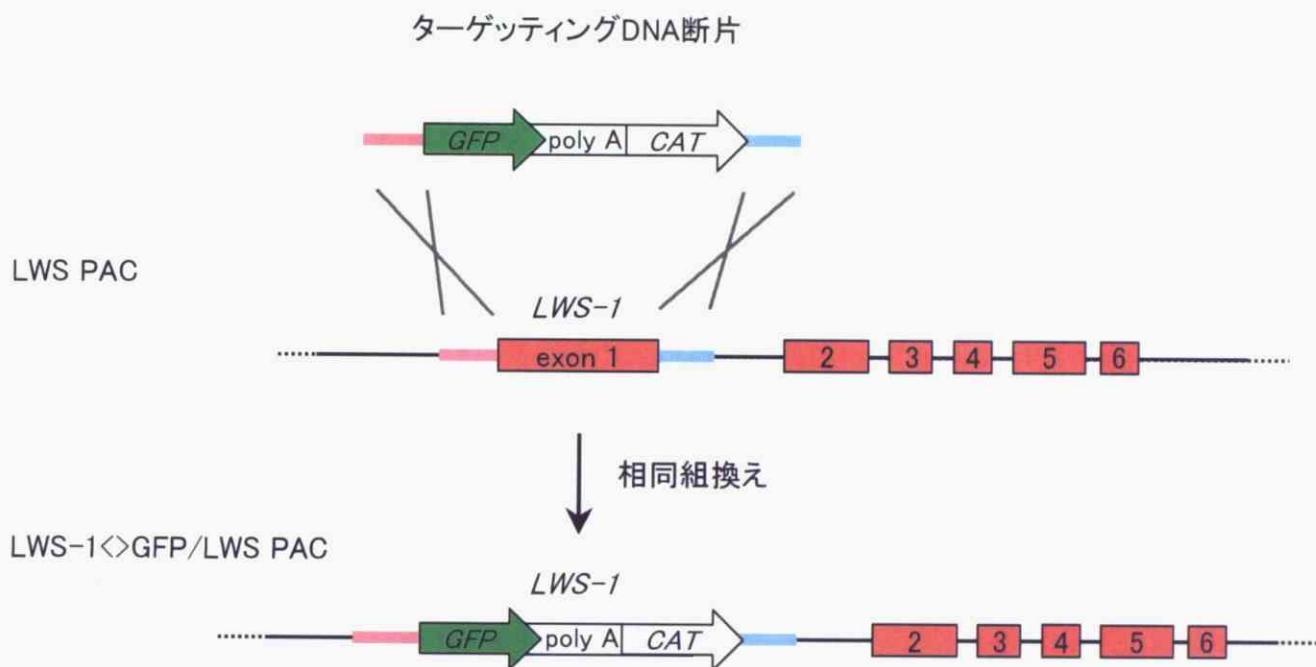 ターゲッティングDNA断片
GFP poly A CAT
LWS PAC
LWS-1
exon 1 2 3 4 5 6
相同組換え
LWS-1<>GFP/LWS PAC
LWS-1
GFP poly A CAT 2 3 4 5 6